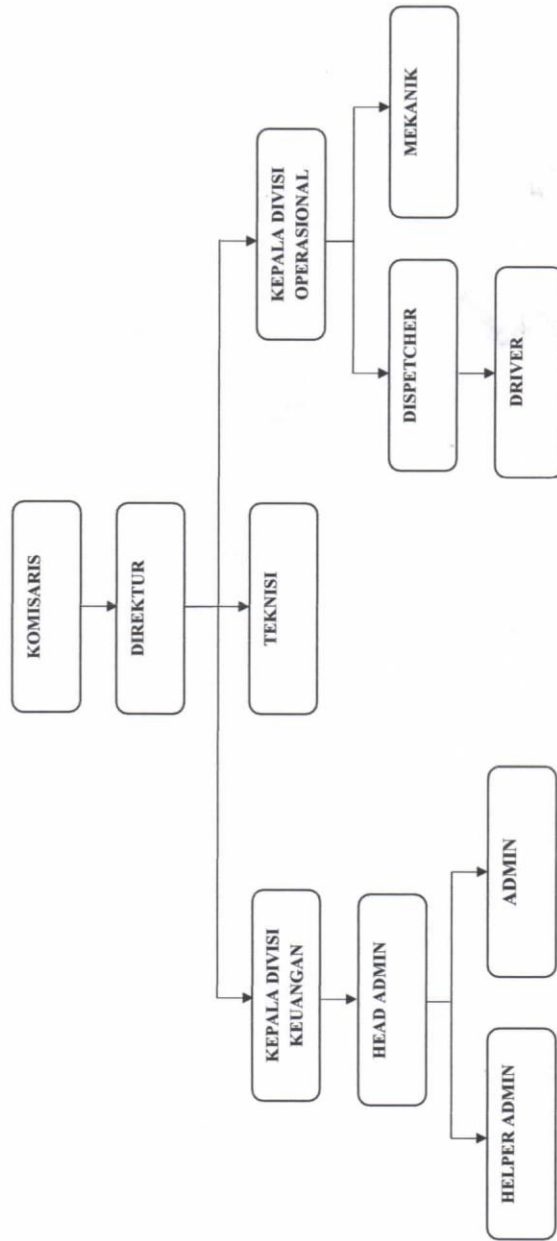 KOMISARIS
DIREKTUR
KEPALA DIVISI
KEUANGAN
TEKNISI
KEPALA DIVISI
OPERASIONAL
HEAD ADMIN
DISPETCHER
MEKANIK
HELPER ADMIN
ADMIN
DRIVER